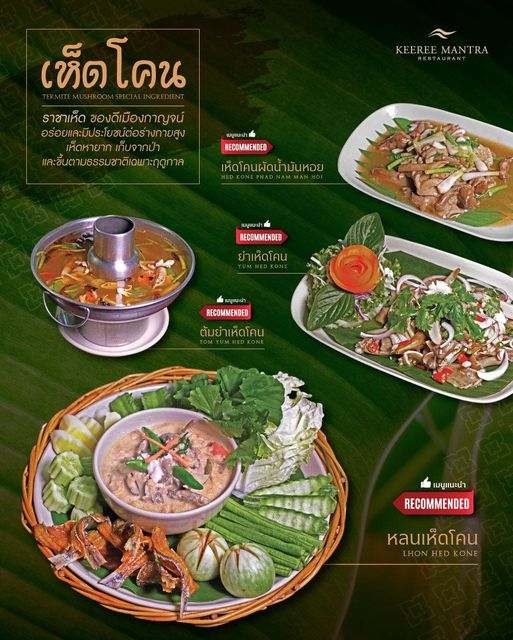 KEEREE MANTRA
RESTAURANT
เห็ดโคน
TERMITE MUSHROOM SPECIAL INGREDIENT
ราชาเห็ด ของดีเมืองกาญจน์
อร่อยและมีประโยชน์ต่อร่างกายสูง
เห็ดหายาก เก็บจากป่า
และขึ้นตามธรรมชาติเฉพาะฤดูกาล
เมนูแนะนำ
RECOMMENDED
เห็ดโคนผัดน้ำมันหอย
HED KONE PHAD NAM MAN HOI
เมนูแนะนำ
RECOMMENDED
ยำเห็ดโคน
YUM HED KONE
เมนูแนะนำ
RECOMMENDED
ต้มยำเห็ดโคน
TOM YUM HED KONE
เมนูแนะนำ
RECOMMENDED
หลนเห็ดโคน
LHON HED KONE